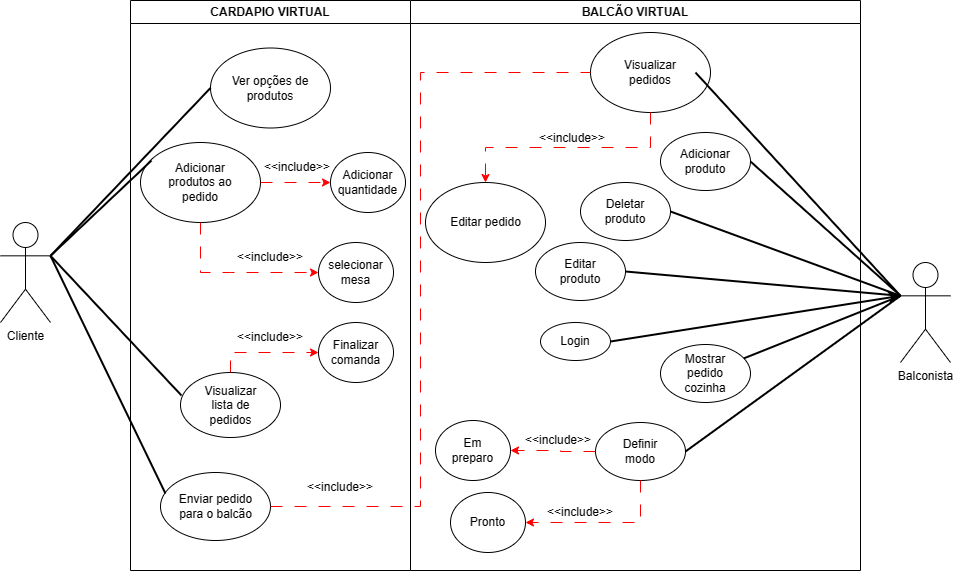 CARDAPIO VIRTUAL
BALCÃO VIRTUAL
Ver opções de
produtos
Visualizar
pedidos
<<include>>
Adicionar
produtos ao
pedido
<<include>>
Adicionar
quantidade
Adicionar
produto
Editar pedido
Deletar
produto
<<include>>
selecionar
mesa
Editar
produto
Cliente
<<include>>
Finalizar
comanda
Login
Mostrar
pedido
cozinha
Balconista
Visualizar
lista de
pedidos
Em
preparo
<<include>>
Definir
modo
Enviar pedido
para o balcão
<<include>>
Pronto
<<include>>